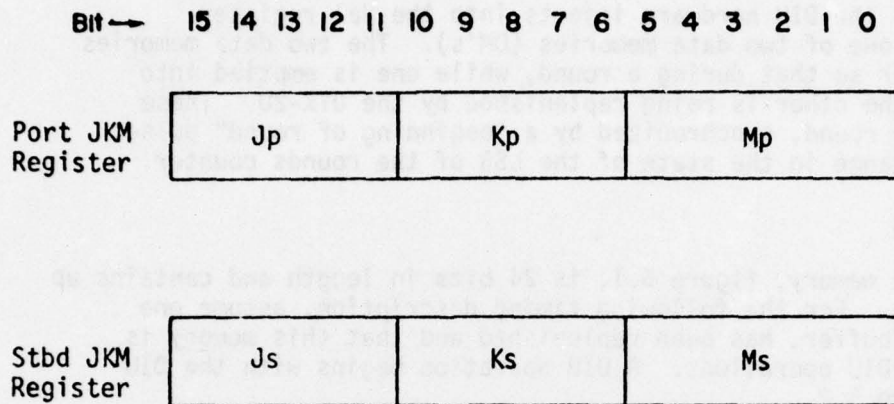 Bit → 15 14 13 12 11 10 9 8 7 6 5 4 3 2 1 0
Port JKM Jp Kp Mp
Register
Stbd JKM Js Ks Ms
Register